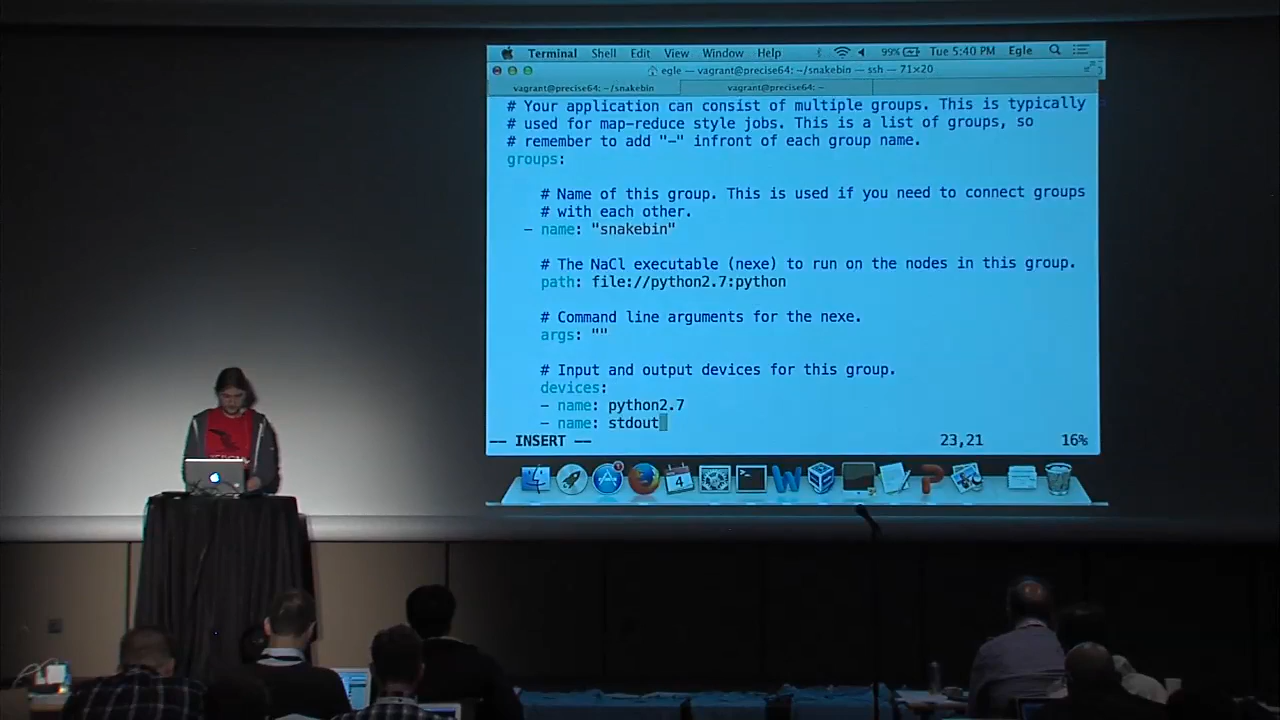 Terminal Shell Edit View Window Help 99% Tue 5:40 PM Egle
egle — vagrant@precise64: ~/snakebin — ssh — 71×20
vagrant@precise64: ~/snakebin vagrant@precise64: ~
# Your application can consist of multiple groups. This is typically
# used for map-reduce style jobs. This is a list of groups, so
# remember to add "-" infront of each group name.
groups:
# Name of this group. This is used if you need to connect groups
# with each other.
- name: "snakebin"
# The NaCl executable (nexe) to run on the nodes in this group.
path: file://python2.7:python
# Command line arguments for the nexe.
args: ""
# Input and output devices for this group.
devices:
- name: python2.7
- name: stdout
-- INSERT -- 23,21 16%
4